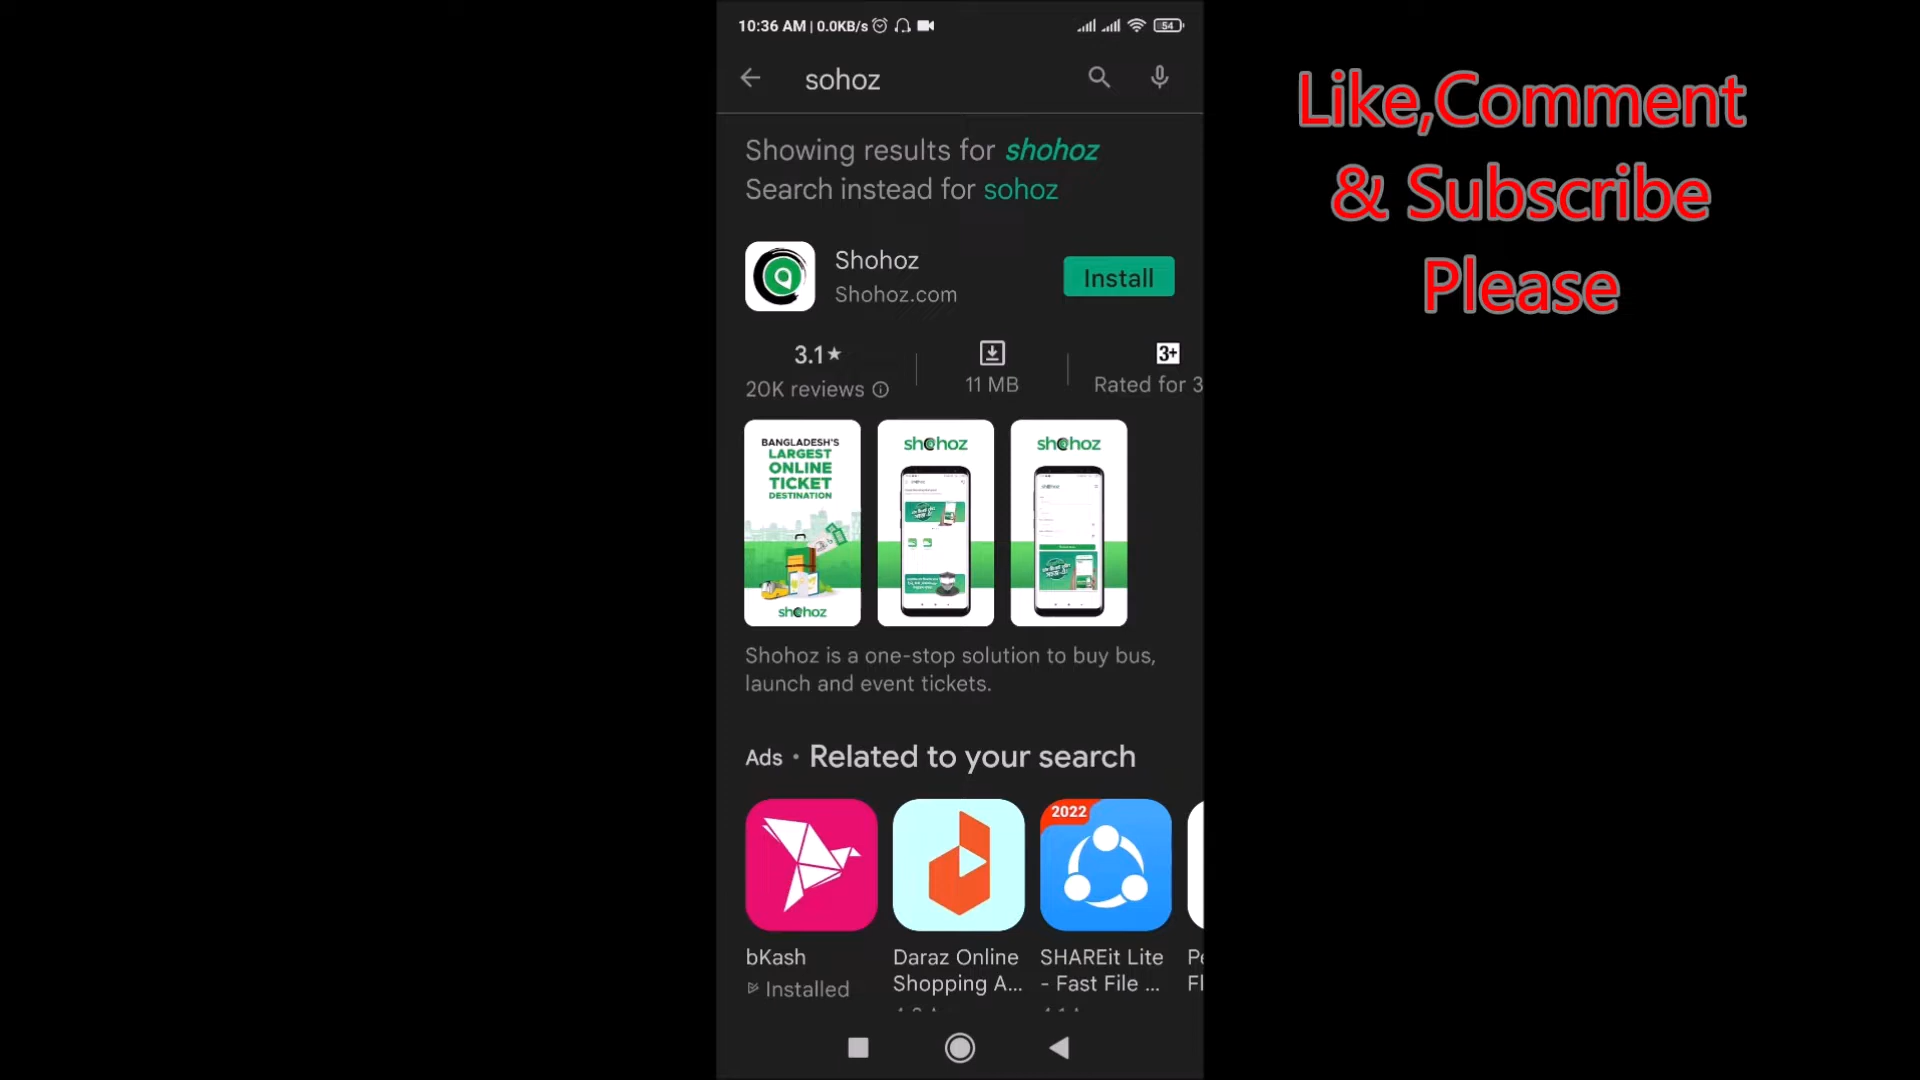 10:36 AM | 0.0KB/s
54
sohoz
Like,Comment
& Subscribe
Please
Showing results for shohoz
Search instead for sohoz
Shohoz
Shohoz.com
Install
3.1★
20K reviews
11 MB
3+
Rated for 3
BANGLADESH'S
LARGEST
ONLINE
TICKET
DESTINATION
shohoz
shohoz
shohoz
Shohoz is a one-stop solution to buy bus,
launch and event tickets.
Ads • Related to your search
2022
bKash
Installed
Daraz Online
Shopping A...
SHAREit Lite
- Fast File ...